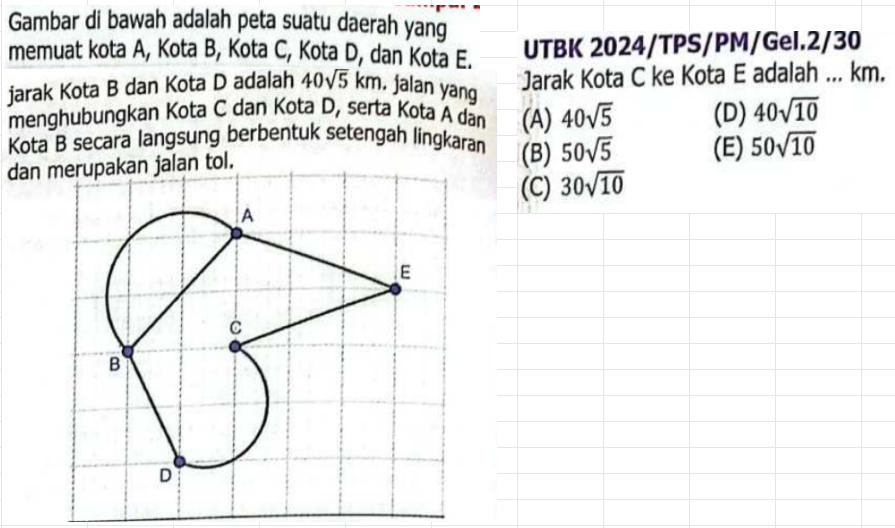 Gambar di bawah adalah peta suatu daerah yang
memuat kota A, Kota B, Kota C, Kota D, dan Kota E.
jarak Kota B dan Kota D adalah 40√5 km. jalan yang
menghubungkan Kota C dan Kota D, serta Kota A dan
Kota B secara langsung berbentuk setengah lingkaran
dan merupakan jalan tol.
A
E
C
B
D
UTBK 2024/TPS/PM/Gel.2/30
Jarak Kota C ke Kota E adalah ... km.
(A) 40√5 (D) 40√10
(B) 50√5 (E) 50√10
(C) 30√10